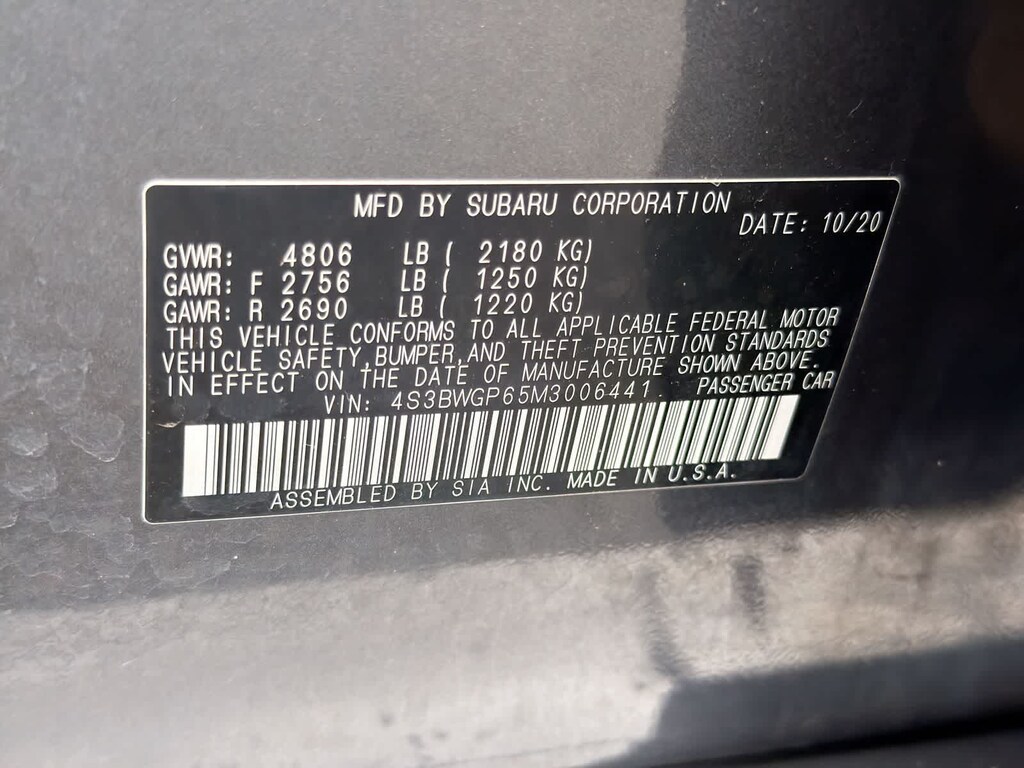 MFD BY SUBARU CORPORATION
DATE: 10/20
GVWR: 4806 LB ( 2180 KG)
GAWR: F 2756 LB ( 1250 KG)
GAWR: R 2690 LB ( 1220 KG)
THIS VEHICLE CONFORMS TO ALL APPLICABLE FEDERAL MOTOR
VEHICLE SAFETY,BUMPER,AND THEFT PREVENTION STANDARDS
IN EFFECT ON THE DATE OF MANUFACTURE SHOWN ABOVE.
VIN: 4S3BWGP65M3006441. PASSENGER CAR
ASSEMBLED BY SIA INC. MADE IN U.S.A.